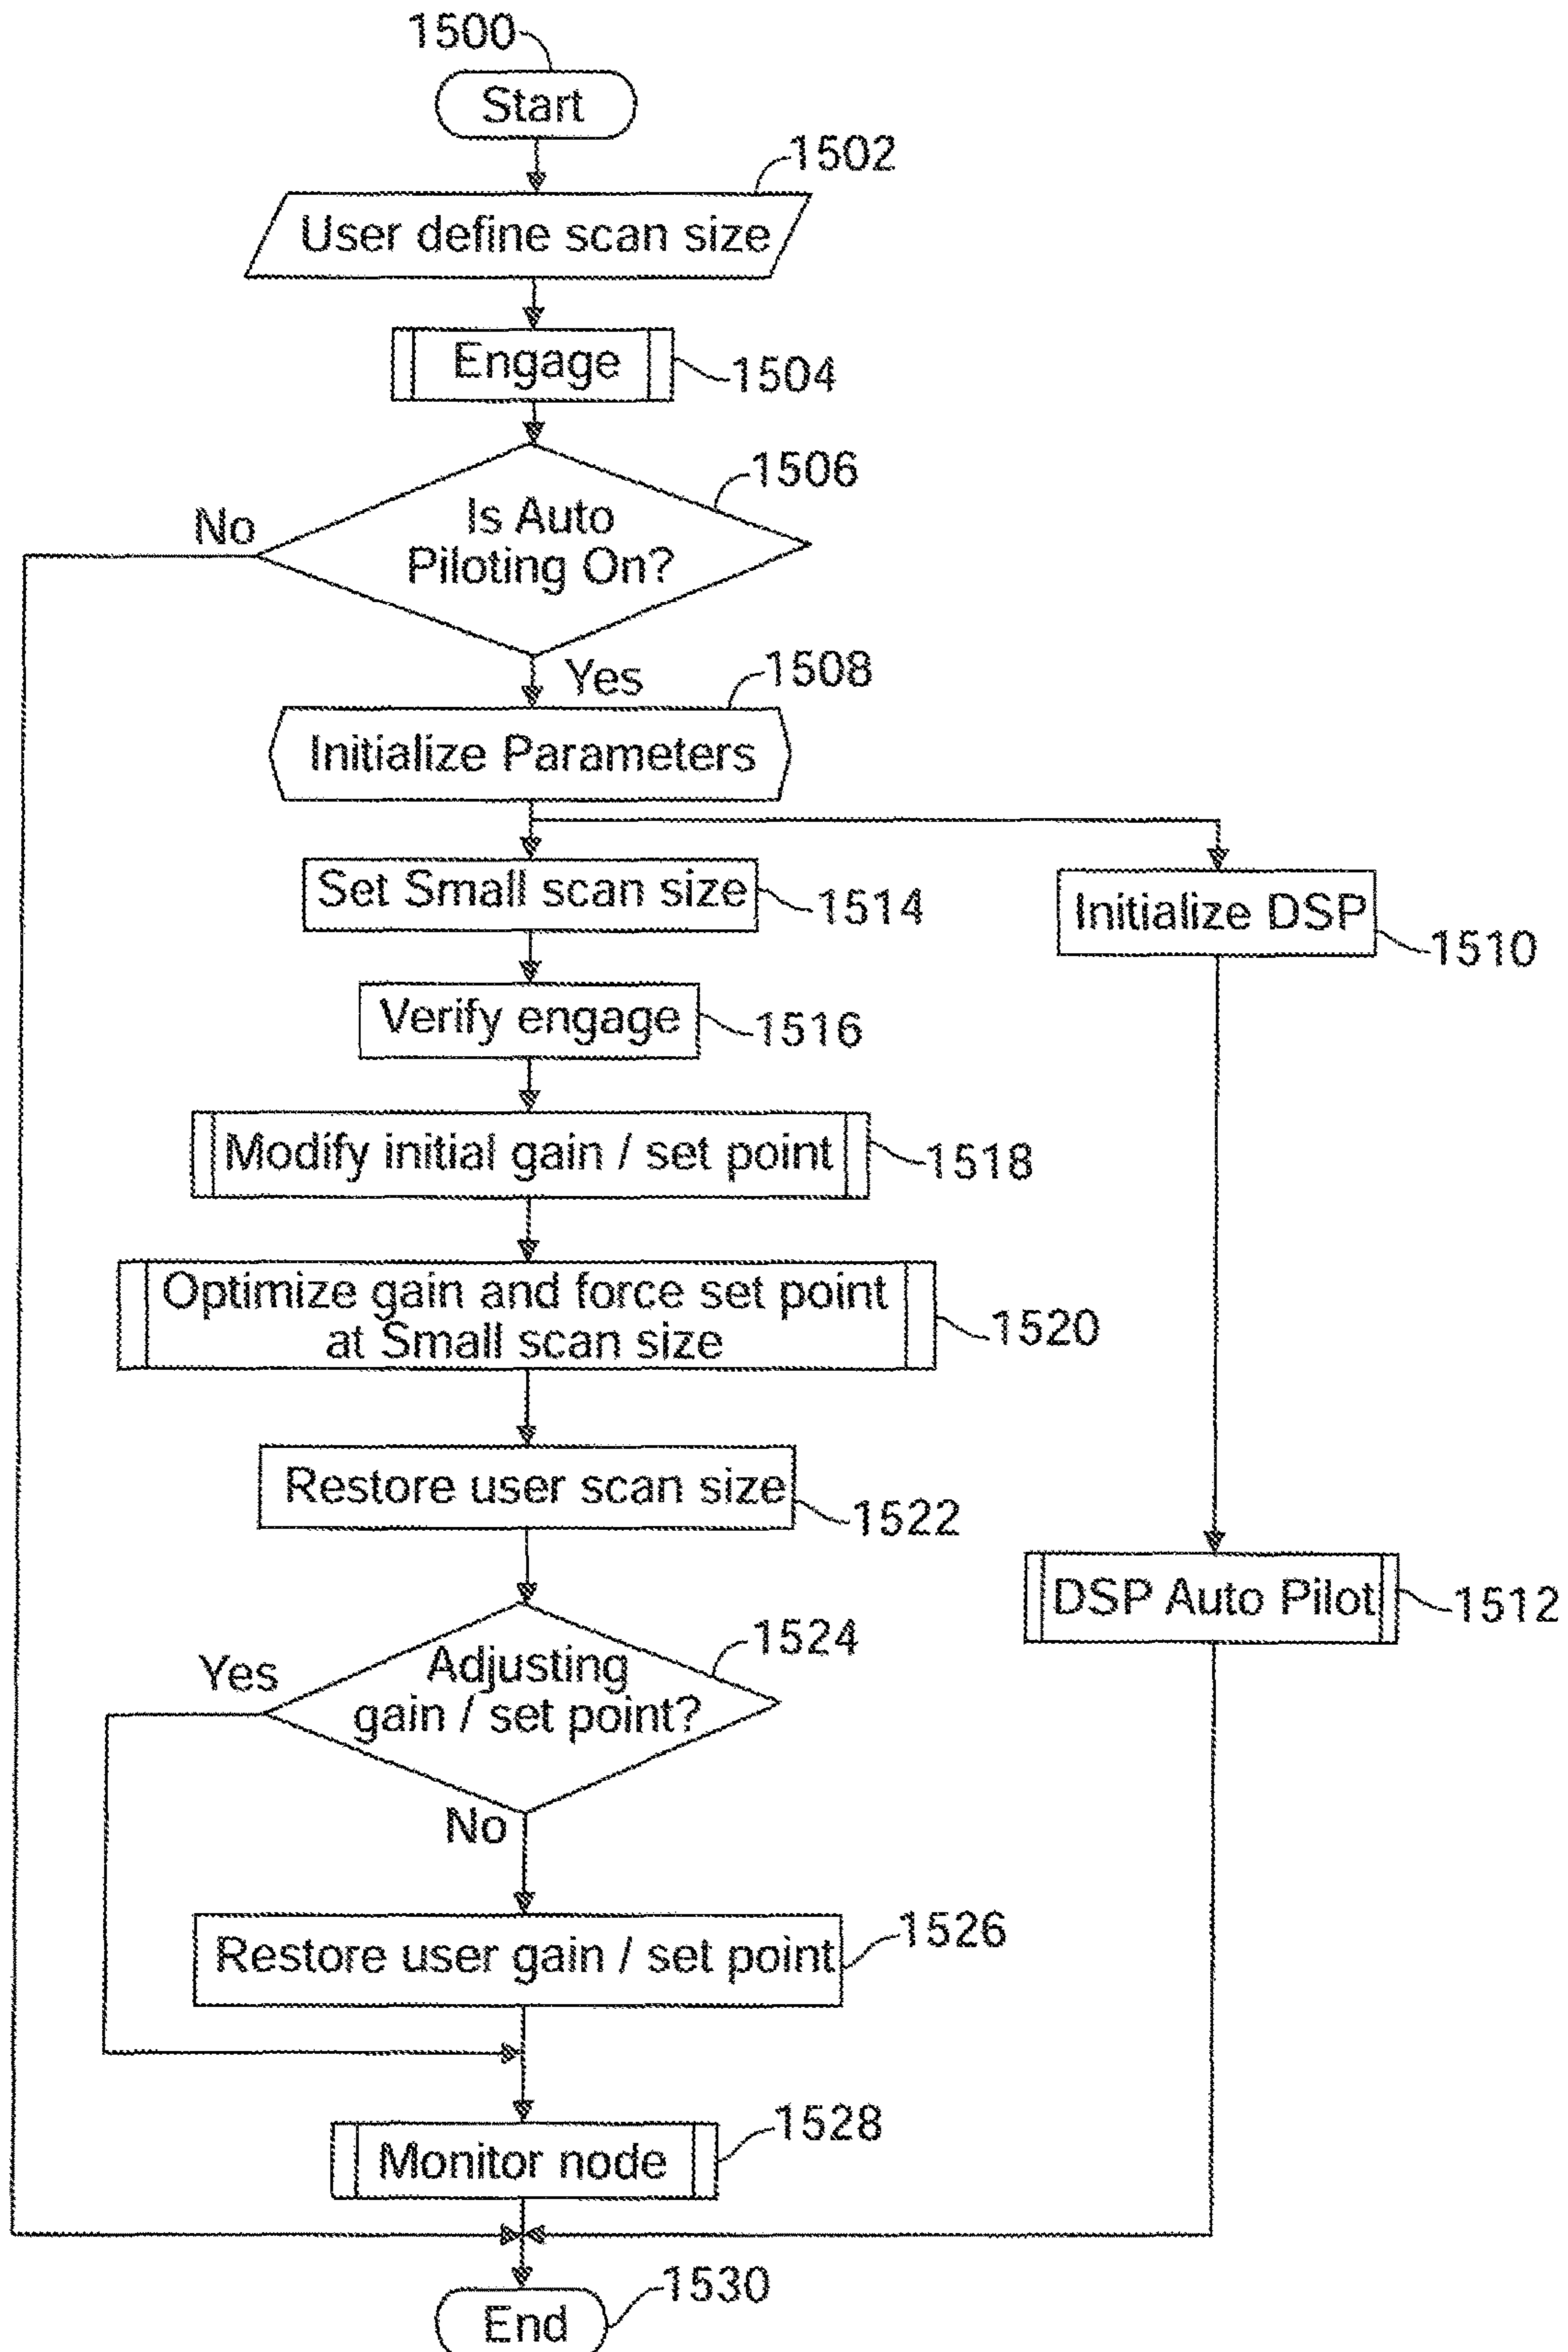 1500
Start
1502
User define scan size
Engage
1504
1506
No
Is Auto
Piloting On?
Yes
1508
Initialize Parameters
Set Small scan size
1514
Initialize DSP
1510
Verify engage
1516
Modify initial gain / set point
1518
Optimize gain and force set point
at Small scan size
1520
Restore user scan size
1522
DSP Auto Pilot
1512
1524
Yes
Adjusting
gain / set point?
No
Restore user gain / set point
1526
Monitor node
1528
1530
End